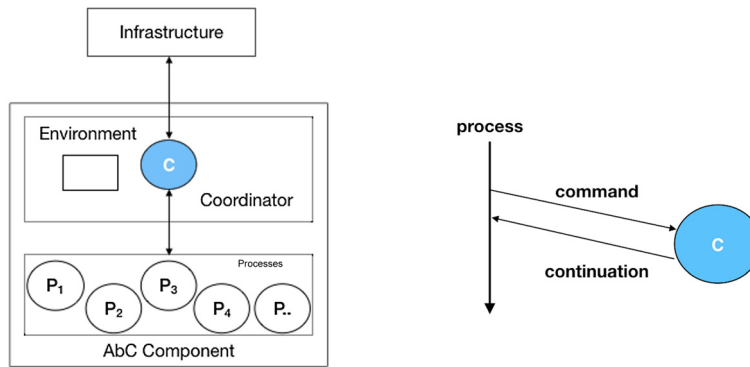 Infrastructure
Environment
C
Coordinator
Processes
P₁
P₂
P₃
P₄
P..
AbC Component
process
command
C
continuation